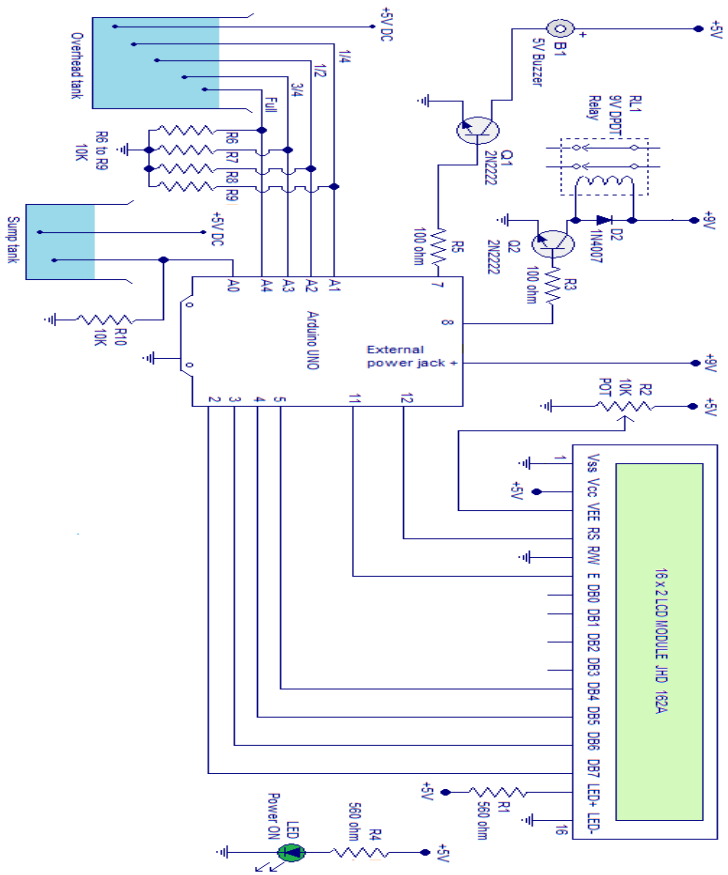 +5V
B1
+
5V Buzzer
RL1
9V DPDT
Relay
+9V
D2
1N4007
Q1
2N2222
Q2
2N2222
R5
100 ohm
R3
100 ohm
+5V DC
Overhead tank
1/4
1/2
3/4
Full
R6
R7
R8
R9
R6 to R9
10K
+5V DC
Sump tank
R10
10K
A0
A4
A3
A2
A1
7
8
Arduino UNO
External
power jack +
+9V
2
3
4
5
11
12
R2
10K
POT
+5V
1
Vss
Vcc
VEE
RS
R/W
E
DB0
DB1
DB2
DB3
DB4
DB5
DB6
DB7
LED+
LED-
16
+5V
16 x 2 LCD MODULE JHD 162A
R1
560 ohm
+5V
R4
560 ohm
+5V
LED
Power ON